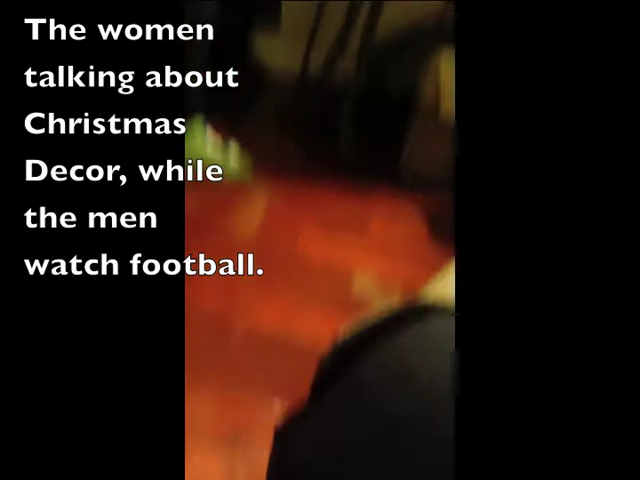 The women
talking about
Christmas
Decor, while
the men
watch football.